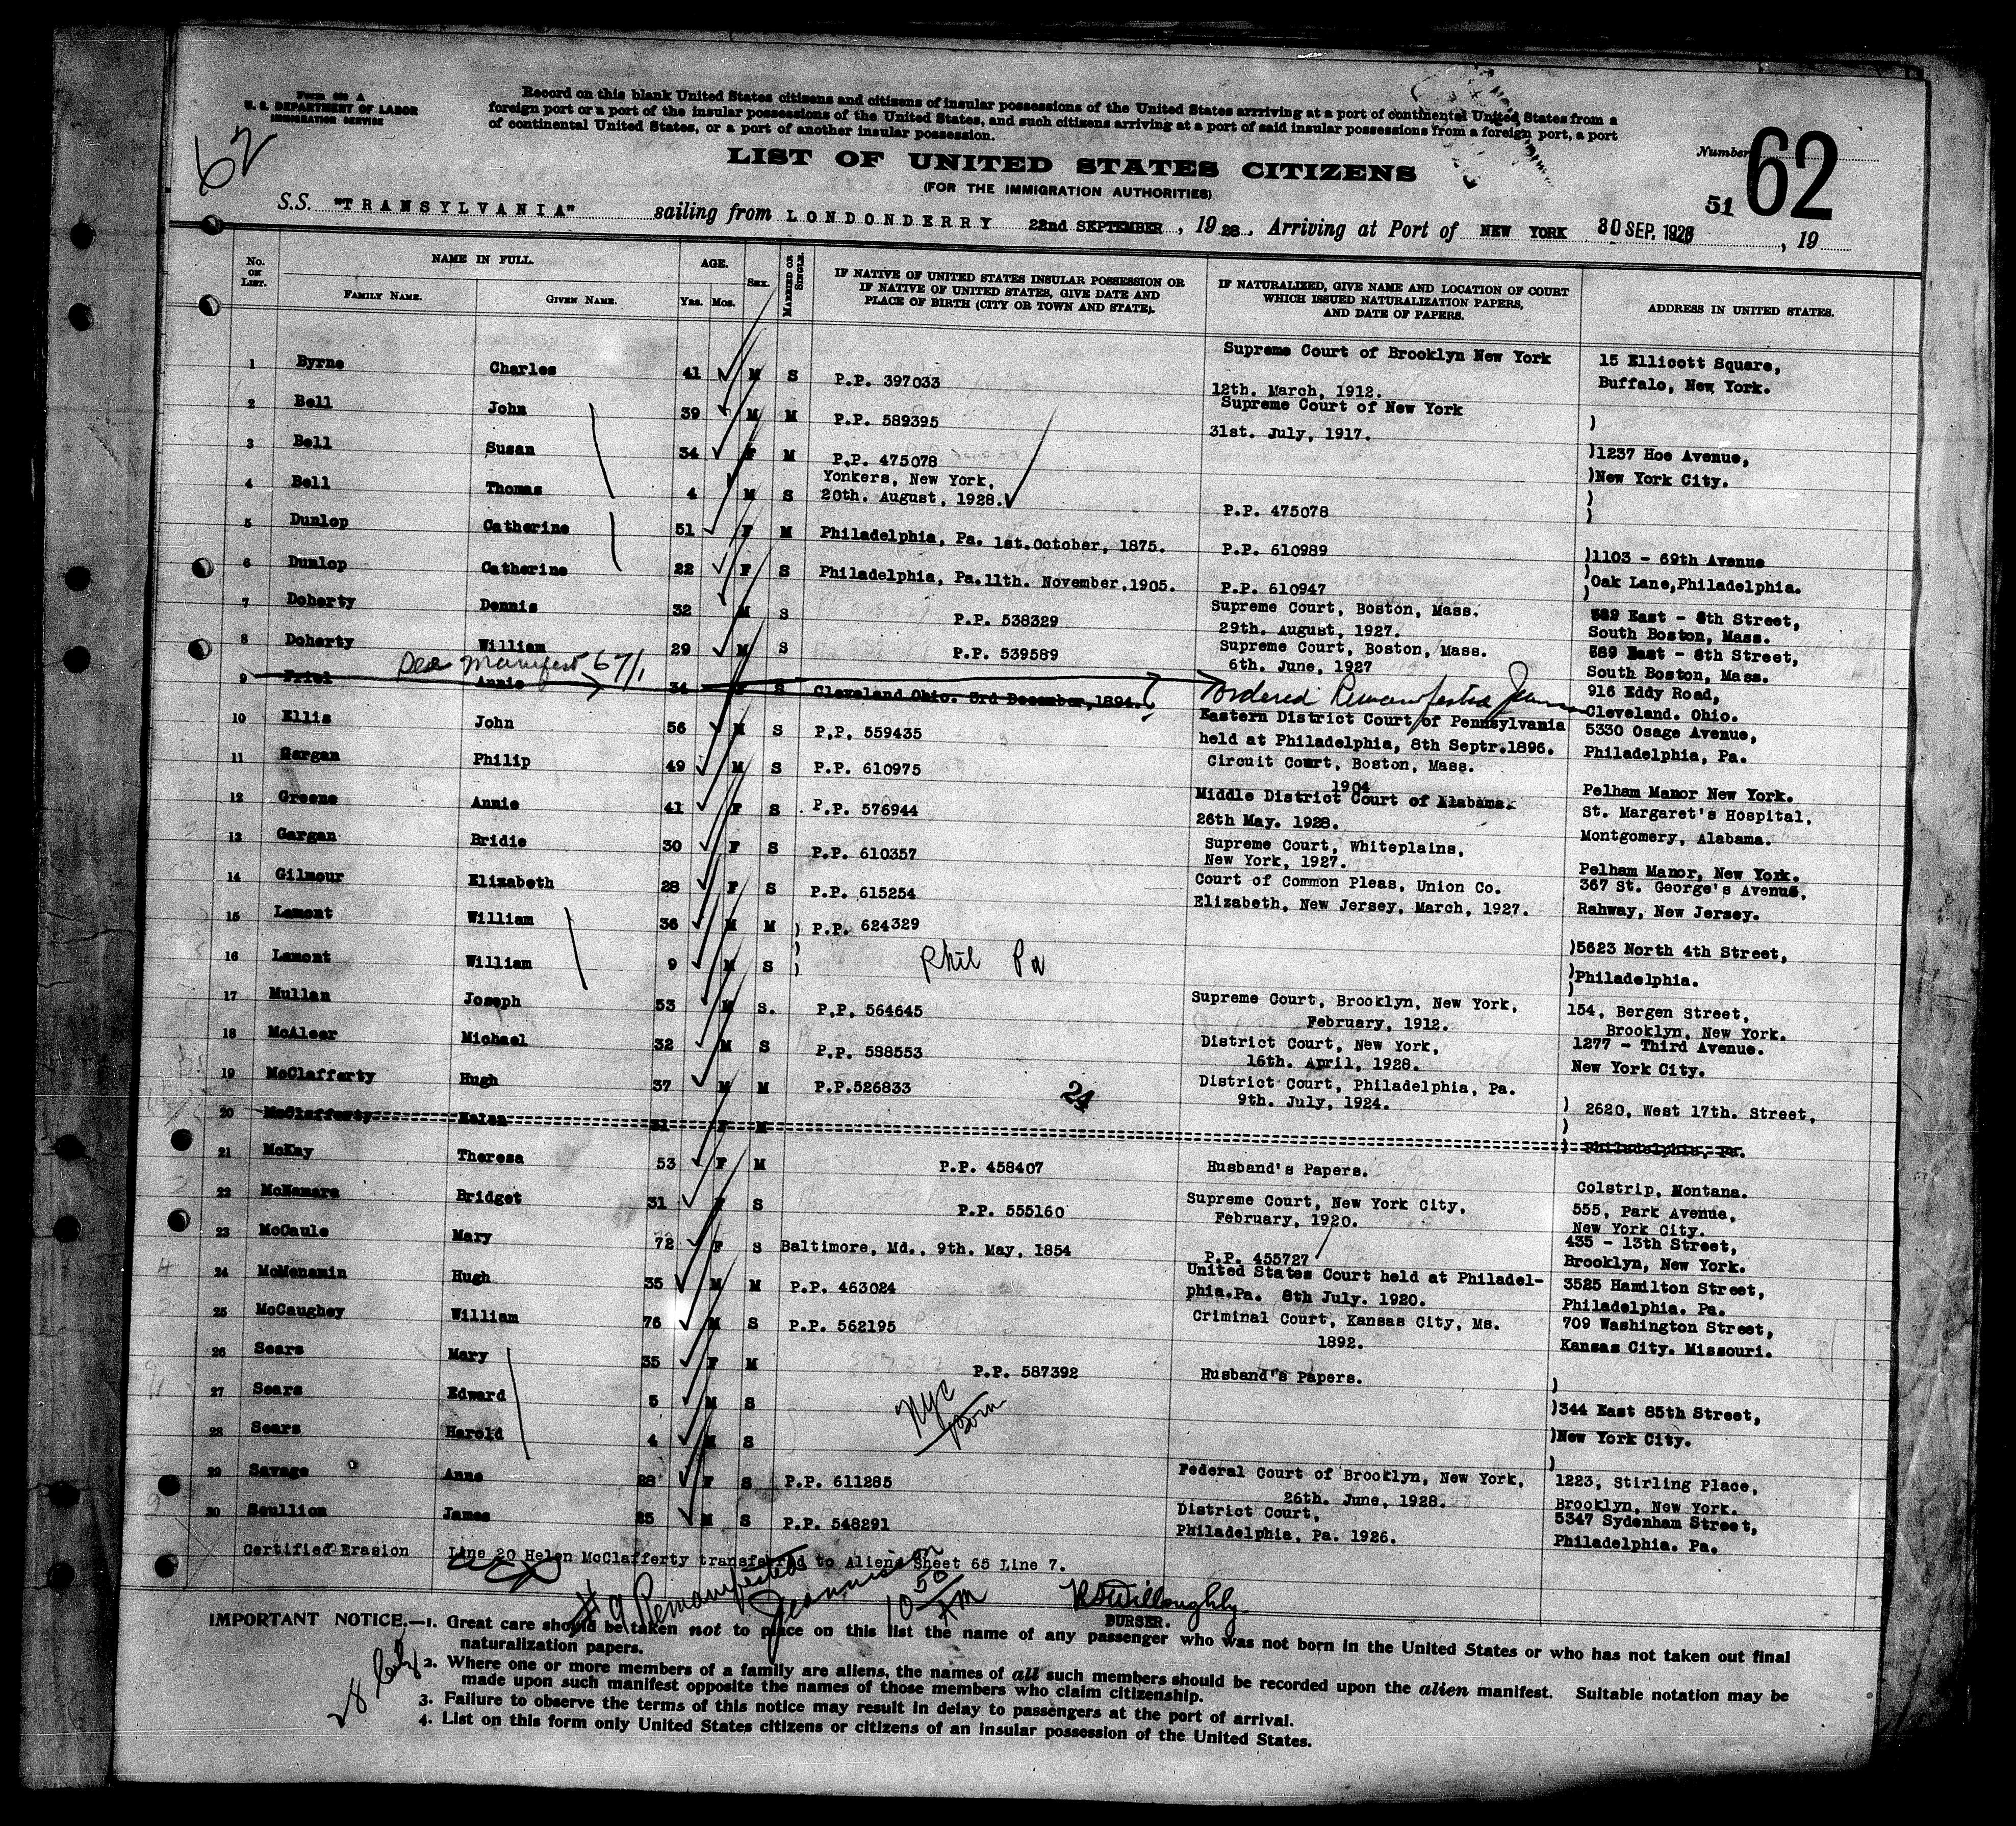 Form 630 A
U. S. DEPARTMENT OF LABOR
IMMIGRATION SERVICE
62
Record on this blank United States citizens and citizens of insular possessions of the United States arrriving at a port of continental United States from a
foreign port or a port of the insular possessions of the United States, and such citizens arriving at a port of said insular possessions from a foreign port, a port
of continental United States, or a port of another insular possession.
LIST OF UNITED STATES CITIZENS
(FOR THE IMMIGRATION AUTHORITIES)
Number 62
51
S.S. "TRANSYLVANIA" sailing from LONDONDERRY 22nd SEPTEMBER, 1928. Arriving at Port of NEW YORK 30 SEP. 1928, 19
No. ON LIST. NAME IN FULL. AGE. SEX. MARRIED OR SINGLE. IF NATIVE OF UNITED STATES INSULAR POSSESSION OR IF NATIVE OF UNITED STATES, GIVE DATE AND PLACE OF BIRTH (CITY OR TOWN AND STATE). IF NATURALIZED, GIVE NAME AND LOCATION OF COURT WHICH ISSUED NATURALIZATION PAPERS, AND DATE OF PAPERS. ADDRESS IN UNITED STATES.
FAMILY NAME. GIVEN NAME. YRS. MOS.
1 Byrne Charles 41 M S P.P. 397033 Supreme Court of Brooklyn New York 12th. March, 1912. 15 Ellicott Square, Buffalo, New York.
2 Bell John 39 M M P.P. 589395 Supreme Court of New York 31st. July, 1917. )
3 Bell Susan 34 F M P.P. 475078 )1237 Hoe Avenue,
4 Bell Thomas 4 M S Yonkers, New York, 20th. August, 1928. P.P. 475078 )New York City.
5 Dunlop Catherine 51 F M Philadelphia, Pa. 1st.October, 1875. P.P. 610989 )1103 - 69th Avenue
6 Dunlop Catherine 22 F S Philadelphia, Pa.11th. November,1905. P.P. 610947 )Oak Lane,Philadelphia.
7 Doherty Dennis 32 M S P.P. 538329 Supreme Court, Boston, Mass. 29th. August, 1927. 589 East - 8th Street, South Boston, Mass.
8 Doherty William 29 M S P.P. 539589 Supreme Court, Boston, Mass. 6th. June, 1927 589 East - 8th Street, South Boston, Mass.
See Manifest 67/1
9 Friel Annie 34 F S Cleveland Ohio. 3rd December,1894. Ordered Remanifested 916 Eddy Road, Cleveland. Ohio.
10 Ellis John 56 M S P.P. 559435 Eastern District Court of Pennsylvania held at Philadelphia, 8th Septr.1896. 5330 Osage Avenue, Philadelphia, Pa.
11 Gargan Philip 49 M S P.P. 610975 Circuit Court, Boston, Mass. 1904 Pelham Manor New York.
12 Greene Annie 41 F S P.P. 576944 Middle District Court of Alabama. 26th May. 1928. St. Margaret's Hospital, Montgomery, Alabama.
13 Gargan Bridie 30 F S P.P. 610357 Supreme Court, Whiteplains, New York, 1927. Pelham Manor, New York.
14 Gilmour Elizabeth 28 F S P.P. 615254 Court of Common Pleas, Union Co. Elizabeth, New Jersey, March, 1927. 367 St. George's Avenue, Rahway, New Jersey.
15 Lamont William 36 M M ) P.P. 624329 )5623 North 4th Street,
16 Lamont William 9 M S ) Phil Pa )Philadelphia.
17 Mullan Joseph 53 M S. P.P. 564645 Supreme Court, Brooklyn, New York, February, 1912. 154, Bergen Street, Brooklyn, New York.
18 McAleer Michael 32 M S P.P. 588553 District Court, New York, 16th. April, 1928. 1277 - Third Avenue. New York City.
19 McClafferty Hugh 37 M M P.P.526833 24 District Court, Philadelphia, Pa. 9th. July, 1924. ) 2620, West 17th. Street,
20 McClafferty Helen 31 F M ) Philadelphia, Pa.
21 McKay Theresa 53 F M P.P. 458407 Husband's Papers. Colstrip, Montana.
22 McNamara Bridget 31 F S P.P. 555160 Supreme Court, New York City, February, 1920. 555, Park Avenue, New York City.
23 McCaule Mary 72 F S Baltimore, Md., 9th. May, 1854 P.P. 455727 435 - 13th Street, Brooklyn, New York.
24 McMenamin Hugh 35 M M P.P. 463024 United States Court held at Philadelphia.Pa. 8th July. 1920. 3525 Hamilton Street, Philadelphia. Pa.
25 McCaughey William 76 M S P.P. 562195 Criminal Court, Kansas City, Ms. 1892. 709 Washington Street, Kansas City. Missouri.
26 Sears Mary 35 F M P.P. 587392 Husband's Papers. )
27 Sears Edward 5 M S NYC )344 East 85th Street,
28 Sears Harold 4 M S born )New York City.
29 Savage Anne 28 F S P.P. 611285 Federal Court of Brooklyn, New York, 26th. June, 1928. 1223, Stirling Place, Brooklyn, New York.
30 Scullion James 25 M S P.P. 548291 District Court, Philadelphia, Pa. 1926. 5347 Sydenham Street, Philadelphia. Pa.
Certified Erasion Line 20 Helen McClafferty transferred to Aliens Sheet 65 Line 7.
#9 Remanifested 10 50 AM
PURSER.
IMPORTANT NOTICE.—1. Great care should be taken not to place on this list the name of any passenger who was not born in the United States or who has not taken out final
naturalization papers.
2. Where one or more members of a family are aliens, the names of all such members should be recorded upon the alien manifest. Suitable notation may be
made upon such manifest opposite the names of those members who claim citizenship.
3. Failure to observe the terms of this notice may result in delay to passengers at the port of arrival.
4. List on this form only United States citizens or citizens of an insular possession of the United States.